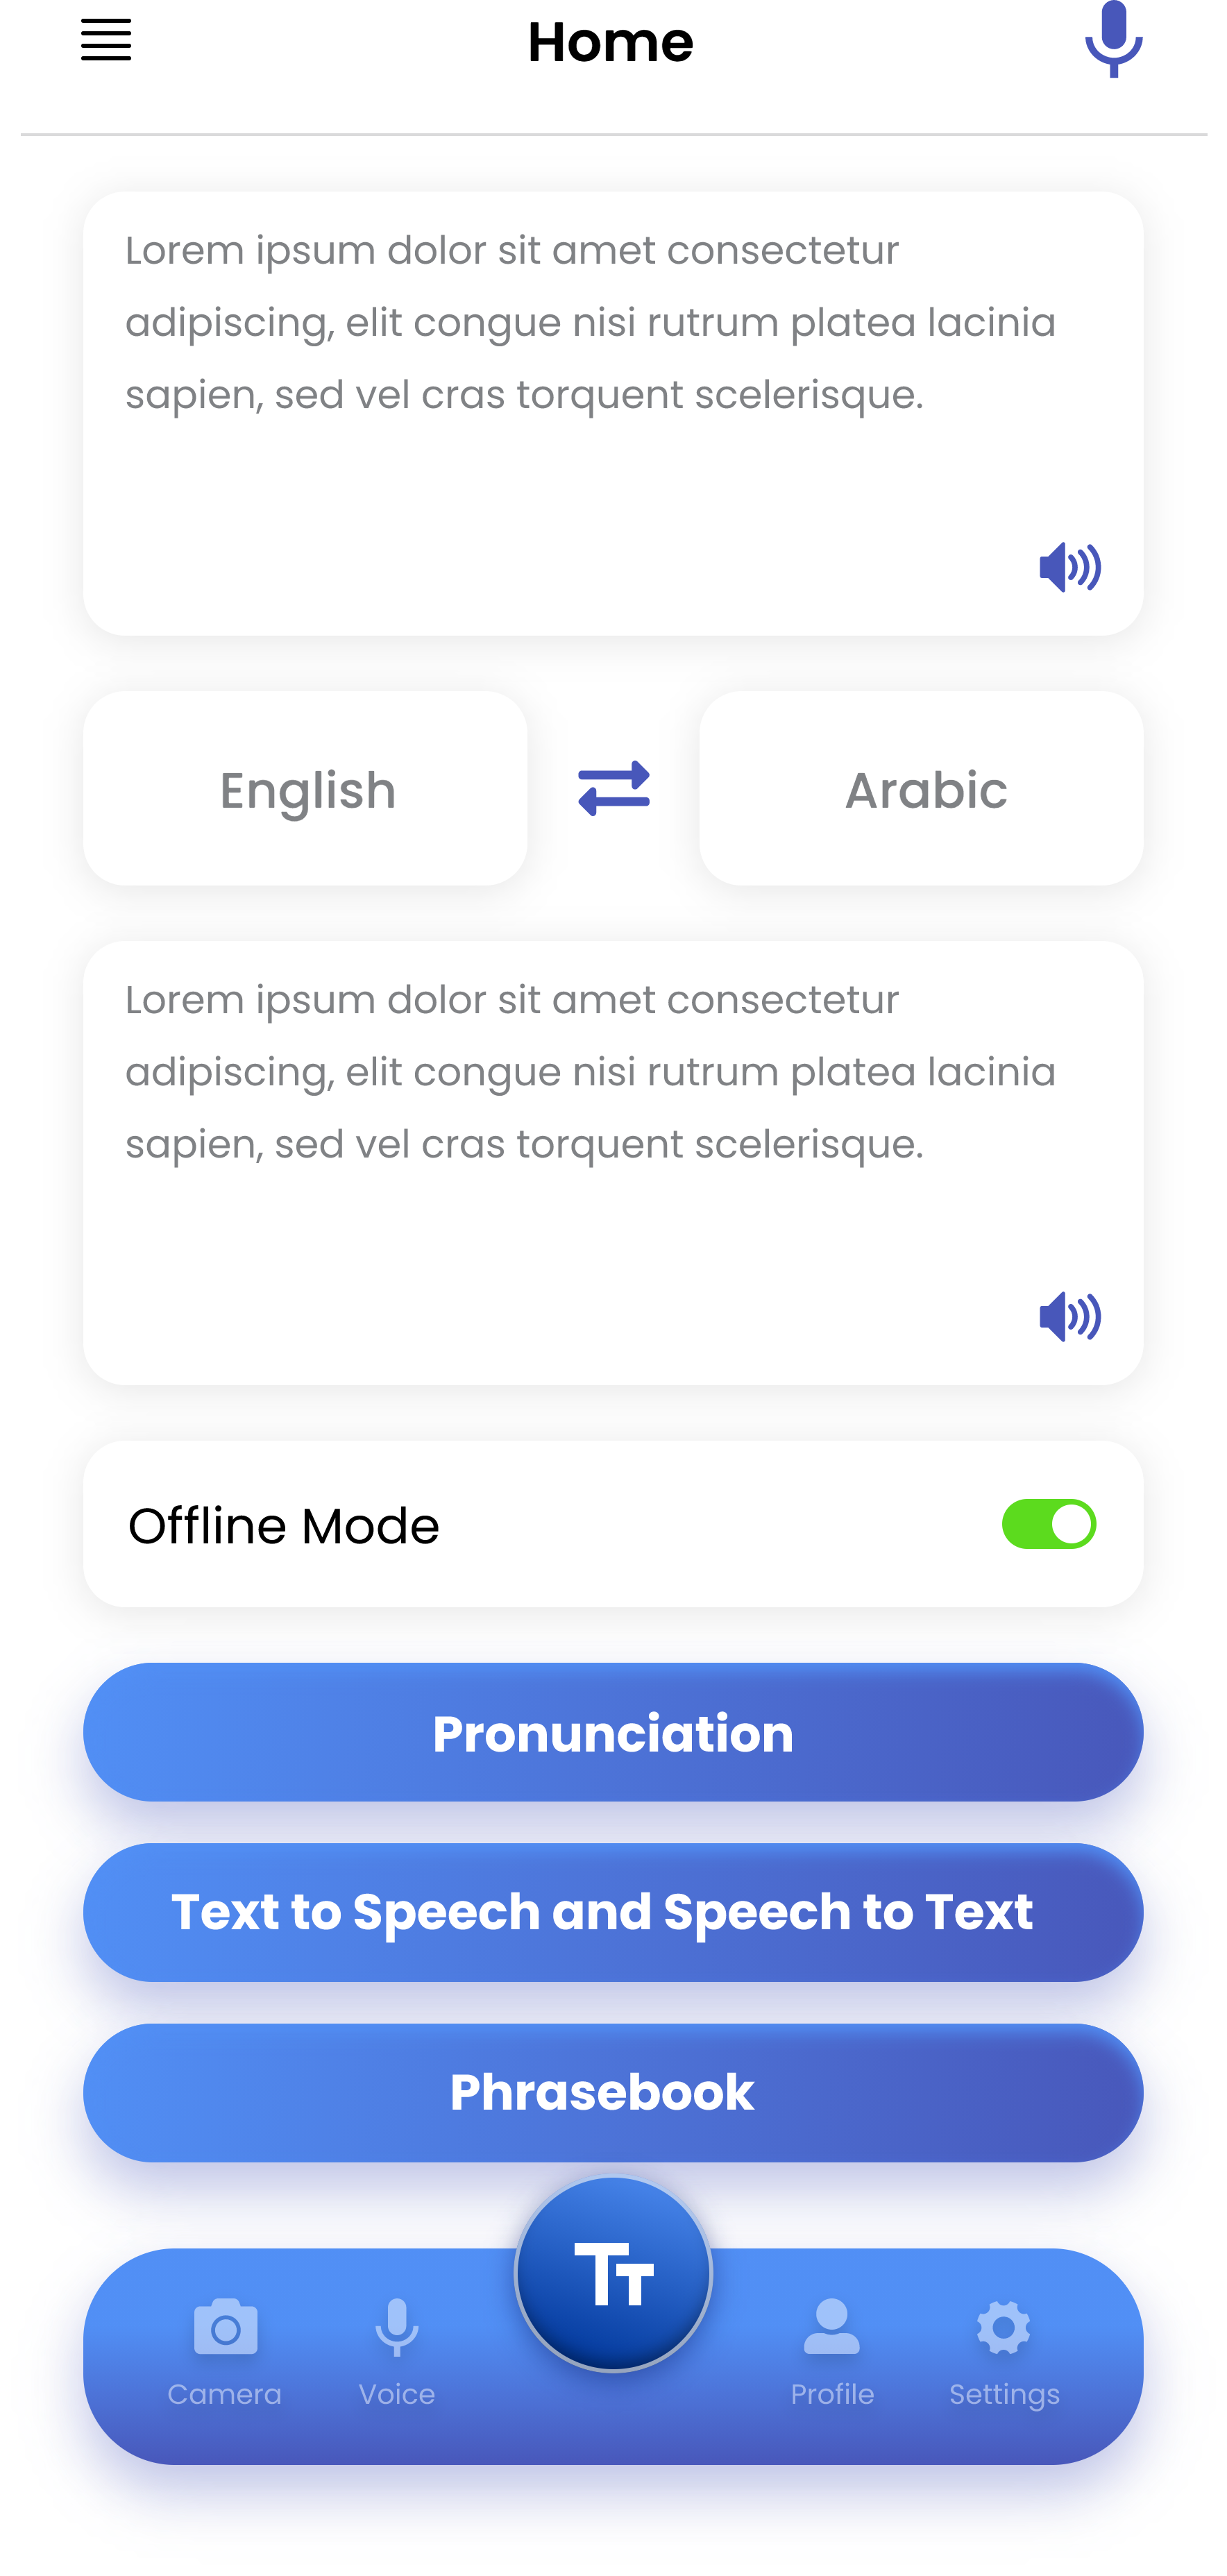 Home
Lorem ipsum dolor sit amet consectetur
adipiscing, elit congue nisi rutrum platea lacinia
sapien, sed vel cras torquent scelerisque.
English
Arabic
Lorem ipsum dolor sit amet consectetur
adipiscing, elit congue nisi rutrum platea lacinia
sapien, sed vel cras torquent scelerisque.
Offline Mode
Pronunciation
Text to Speech and Speech to Text
Phrasebook
TT
Camera
Voice
Profile
Settings